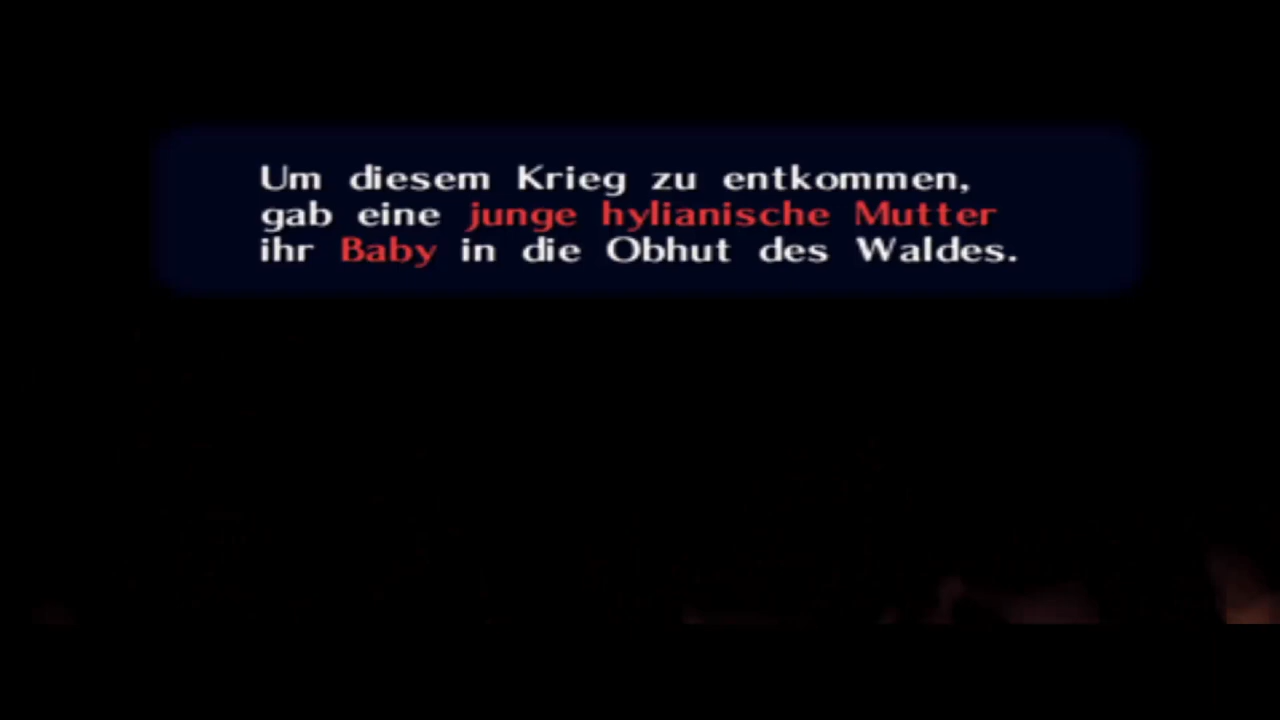 Um diesem Krieg zu entkommen,
gab eine junge hylianische Mutter
ihr Baby in die Obhut des Waldes.